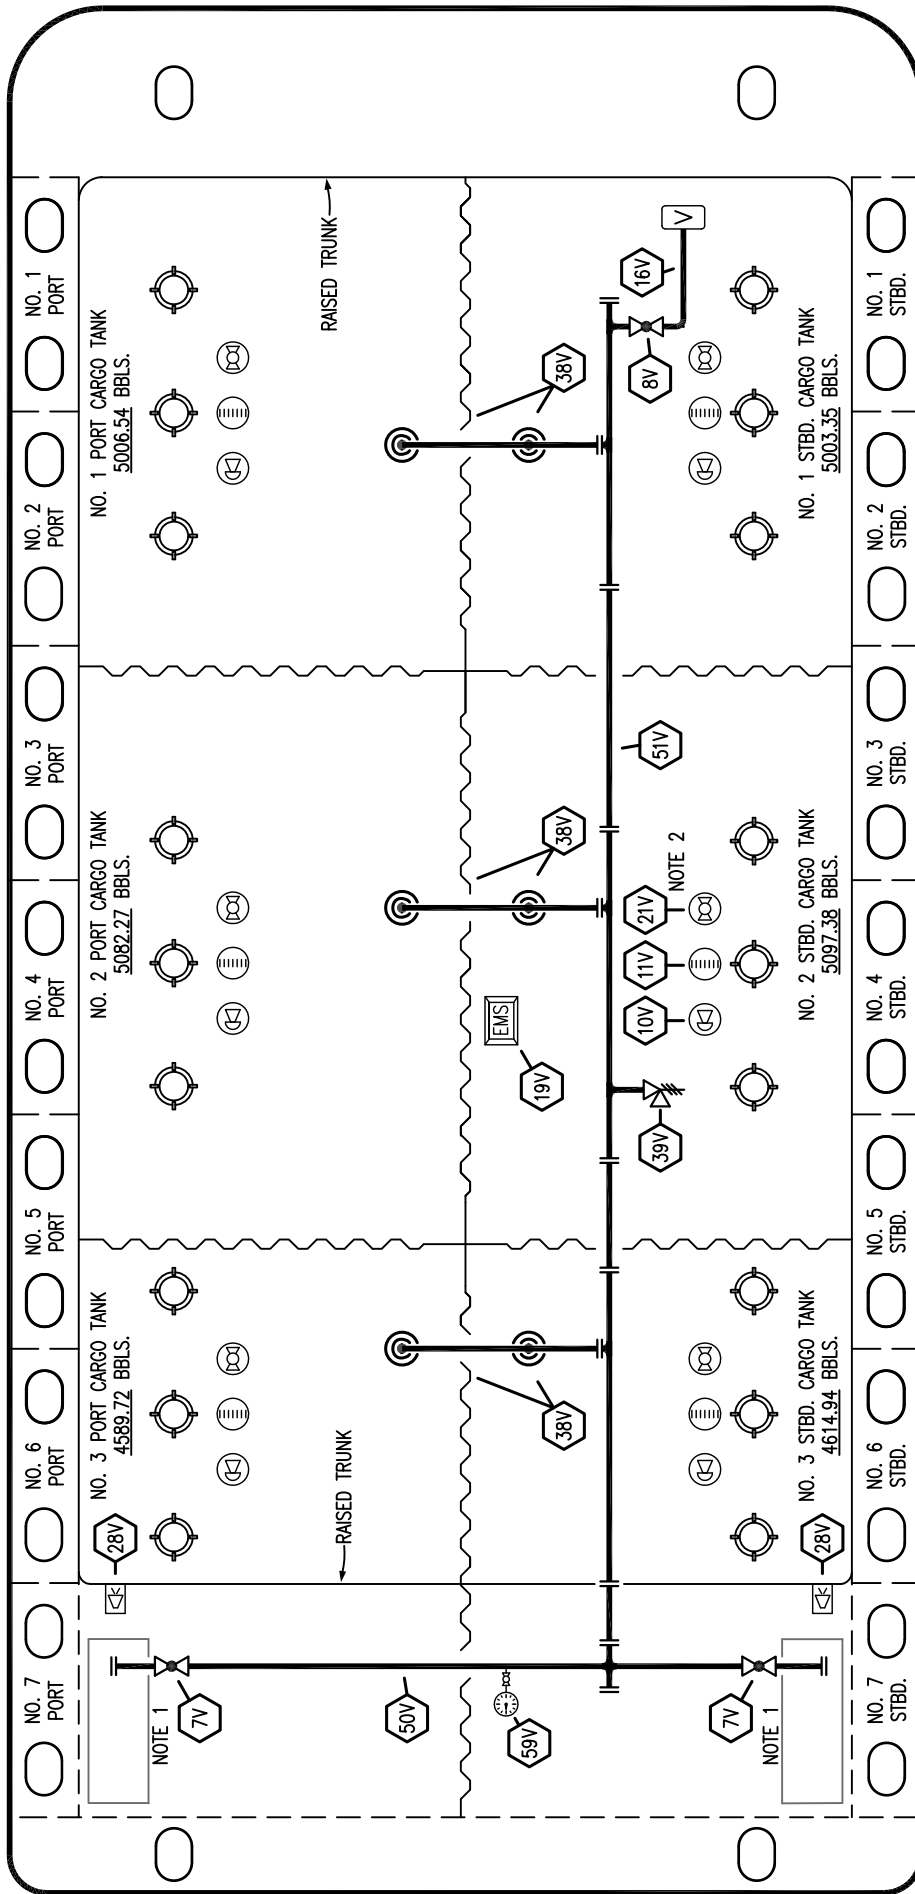 NO. 1
PORT
NO. 2
PORT
NO. 3
PORT
NO. 4
PORT
NO. 5
PORT
NO. 6
PORT
NO. 7
PORT
NO. 1 PORT CARGO TANK
5006.54 BBLS.
NO. 2 PORT CARGO TANK
5082.27 BBLS.
NO. 3 PORT CARGO TANK
4589.72 BBLS.
28V
NOTE 1
7V
RAISED TRUNK
RAISED TRUNK
50V
EMS
19V
59V
38V
38V
38V
V
16V
8V
51V
NOTE 2
21V
11V
10V
39V
7V
NOTE 1
28V
NO. 1 STBD. CARGO TANK
5003.35 BBLS.
NO. 2 STBD. CARGO TANK
5097.38 BBLS.
NO. 3 STBD. CARGO TANK
4614.94 BBLS.
NO. 1
STBD.
NO. 2
STBD.
NO. 3
STBD.
NO. 4
STBD.
NO. 5
STBD.
NO. 6
STBD.
NO. 7
STBD.